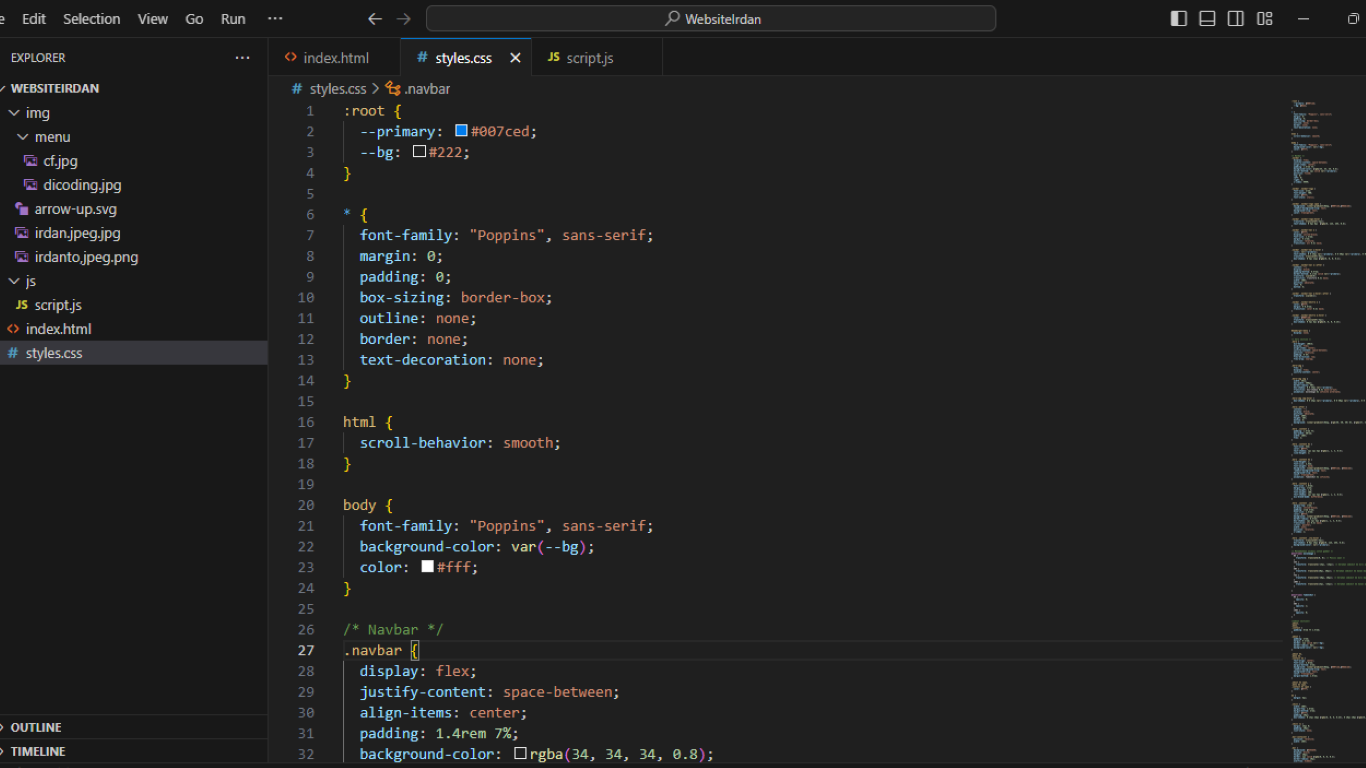 Edit Selection View Go Run ···
WebsiteIrdan
EXPLORER ···
WEBSITEIRDAN
img
menu
cf.jpg
dicoding.jpg
arrow-up.svg
irdan.jpeg.jpg
irdanto,jpeg.png
js
JS script.js
<> index.html
# styles.css
OUTLINE
TIMELINE
<> index.html
# styles.css ×
JS script.js
# styles.css > .navbar
1 :root {
2 --primary: #007ced;
3 --bg: #222;
4 }
5
6 * {
7 font-family: "Poppins", sans-serif;
8 margin: 0;
9 padding: 0;
10 box-sizing: border-box;
11 outline: none;
12 border: none;
13 text-decoration: none;
14 }
15
16 html {
17 scroll-behavior: smooth;
18 }
19
20 body {
21 font-family: "Poppins", sans-serif;
22 background-color: var(--bg);
23 color: #fff;
24 }
25
26 /* Navbar */
27 .navbar {
28 display: flex;
29 justify-content: space-between;
30 align-items: center;
31 padding: 1.4rem 7%;
32 background-color: rgba(34, 34, 34, 0.8);